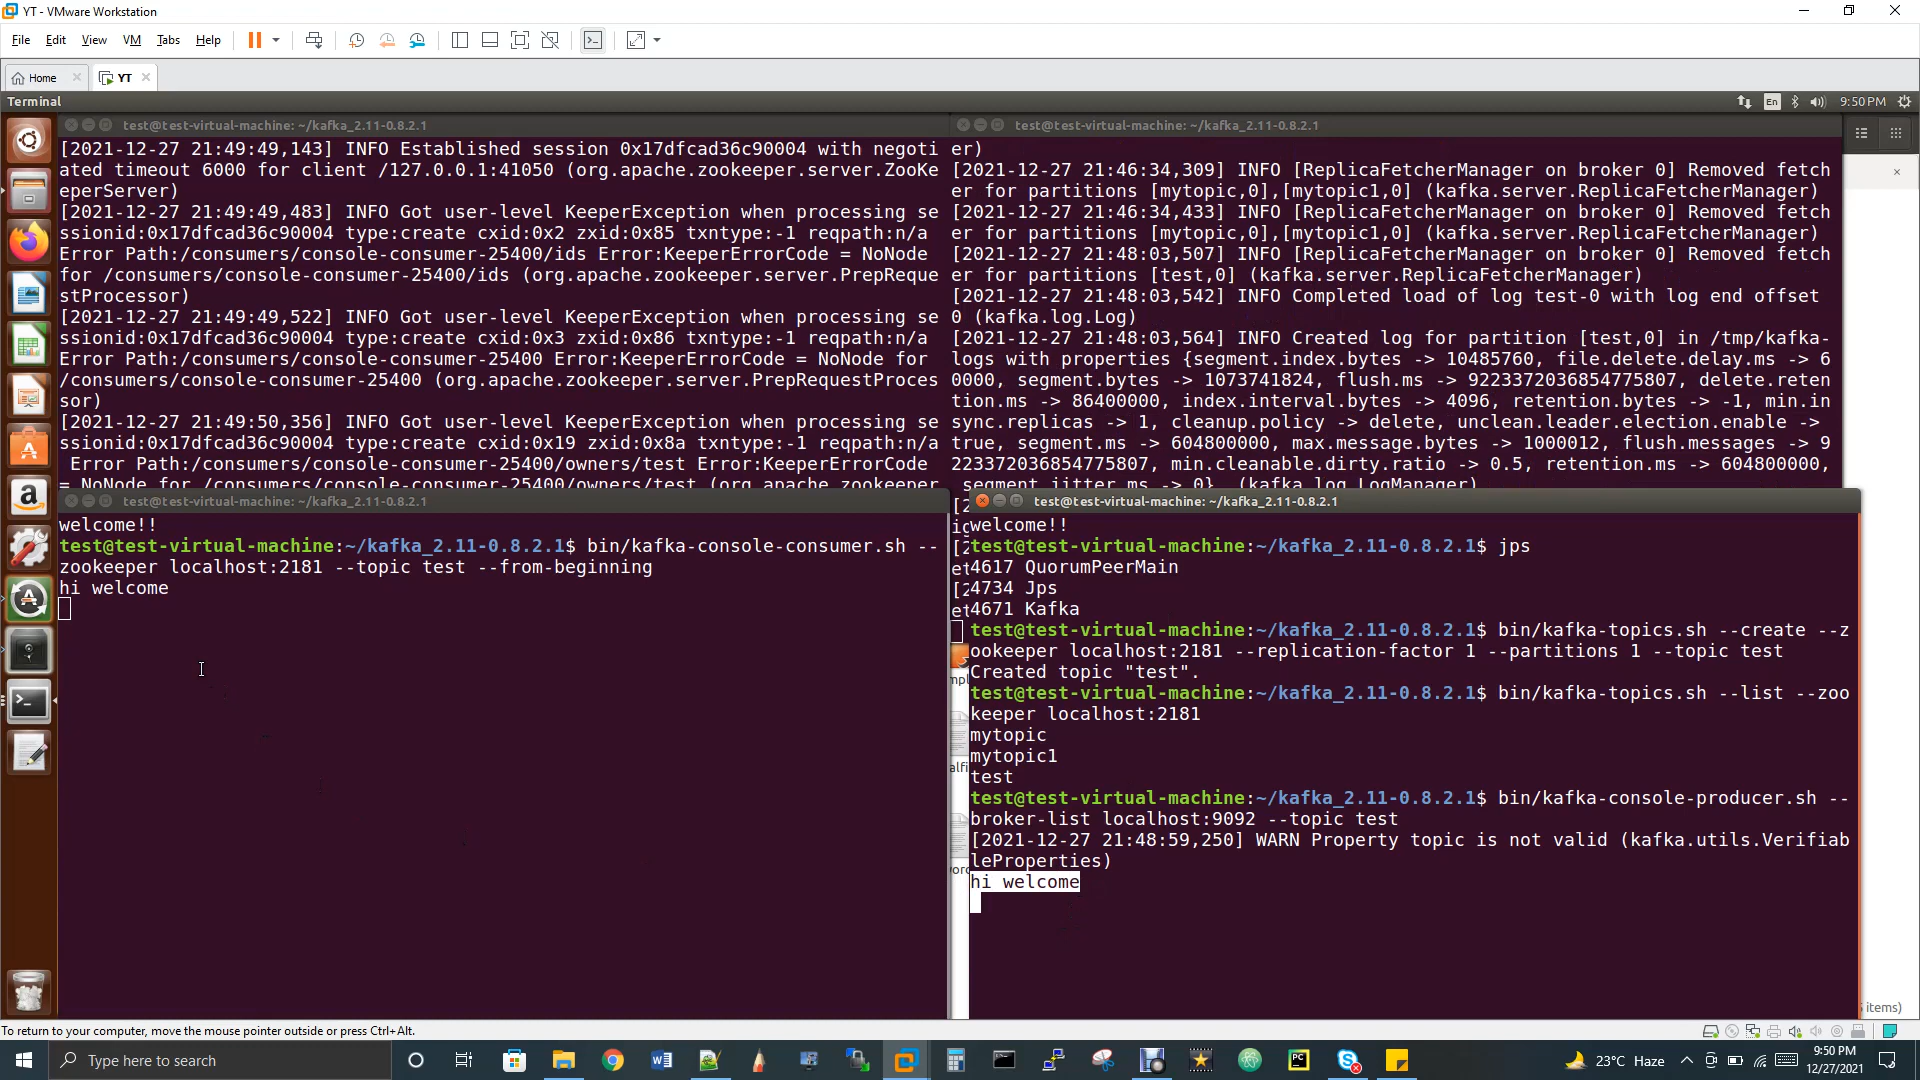 YT - VMware Workstation
File Edit View VM Tabs Help
Home
YT
Terminal
En
9:50 PM
test@test-virtual-machine: ~/kafka_2.11-0.8.2.1
[2021-12-27 21:49:49,143] INFO Established session 0x17dfcad36c90004 with negoti
ated timeout 6000 for client /127.0.0.1:41050 (org.apache.zookeeper.server.ZooKe
eperServer)
[2021-12-27 21:49:49,483] INFO Got user-level KeeperException when processing se
ssionid:0x17dfcad36c90004 type:create cxid:0x2 zxid:0x85 txntype:-1 reqpath:n/a
Error Path:/consumers/console-consumer-25400/ids Error:KeeperErrorCode = NoNode
for /consumers/console-consumer-25400/ids (org.apache.zookeeper.server.PrepReque
stProcessor)
[2021-12-27 21:49:49,522] INFO Got user-level KeeperException when processing se
ssionid:0x17dfcad36c90004 type:create cxid:0x3 zxid:0x86 txntype:-1 reqpath:n/a
Error Path:/consumers/console-consumer-25400 Error:KeeperErrorCode = NoNode for
/consumers/console-consumer-25400 (org.apache.zookeeper.server.PrepRequestProces
sor)
[2021-12-27 21:49:50,356] INFO Got user-level KeeperException when processing se
ssionid:0x17dfcad36c90004 type:create cxid:0x19 zxid:0x8a txntype:-1 reqpath:n/a
Error Path:/consumers/console-consumer-25400/owners/test Error:KeeperErrorCode
= NoNode for /consumers/console-consumer-25400/owners/test (org.apache.zookeeper
test@test-virtual-machine: ~/kafka_2.11-0.8.2.1
er)
[2021-12-27 21:46:34,309] INFO [ReplicaFetcherManager on broker 0] Removed fetch
er for partitions [mytopic,0],[mytopic1,0] (kafka.server.ReplicaFetcherManager)
[2021-12-27 21:46:34,433] INFO [ReplicaFetcherManager on broker 0] Removed fetch
er for partitions [mytopic,0],[mytopic1,0] (kafka.server.ReplicaFetcherManager)
[2021-12-27 21:48:03,507] INFO [ReplicaFetcherManager on broker 0] Removed fetch
er for partitions [test,0] (kafka.server.ReplicaFetcherManager)
[2021-12-27 21:48:03,542] INFO Completed load of log test-0 with log end offset
0 (kafka.log.Log)
[2021-12-27 21:48:03,564] INFO Created log for partition [test,0] in /tmp/kafka-
logs with properties {segment.index.bytes -> 10485760, file.delete.delay.ms -> 6
0000, segment.bytes -> 1073741824, flush.ms -> 9223372036854775807, delete.reten
tion.ms -> 86400000, index.interval.bytes -> 4096, retention.bytes -> -1, min.in
sync.replicas -> 1, cleanup.policy -> delete, unclean.leader.election.enable ->
true, segment.ms -> 604800000, max.message.bytes -> 1000012, flush.messages -> 9
223372036854775807, min.cleanable.dirty.ratio -> 0.5, retention.ms -> 604800000,
segment.jitter.ms -> 0}. (kafka.log.LogManager)
test@test-virtual-machine: ~/kafka_2.11-0.8.2.1
welcome!!
test@test-virtual-machine:~/kafka_2.11-0.8.2.1$ bin/kafka-console-consumer.sh --
zookeeper localhost:2181 --topic test --from-beginning
hi welcome
test@test-virtual-machine: ~/kafka_2.11-0.8.2.1
welcome!!
test@test-virtual-machine:~/kafka_2.11-0.8.2.1$ jps
4617 QuorumPeerMain
4734 Jps
4671 Kafka
test@test-virtual-machine:~/kafka_2.11-0.8.2.1$ bin/kafka-topics.sh --create --z
ookeeper localhost:2181 --replication-factor 1 --partitions 1 --topic test
Created topic "test".
test@test-virtual-machine:~/kafka_2.11-0.8.2.1$ bin/kafka-topics.sh --list --zoo
keeper localhost:2181
mytopic
mytopic1
test
test@test-virtual-machine:~/kafka_2.11-0.8.2.1$ bin/kafka-console-producer.sh --
broker-list localhost:9092 --topic test
[2021-12-27 21:48:59,250] WARN Property topic is not valid (kafka.utils.Verifiab
leProperties)
hi welcome
items)
To return to your computer, move the mouse pointer outside or press Ctrl+Alt.
Type here to search
23°C Haze
9:50 PM
12/27/2021